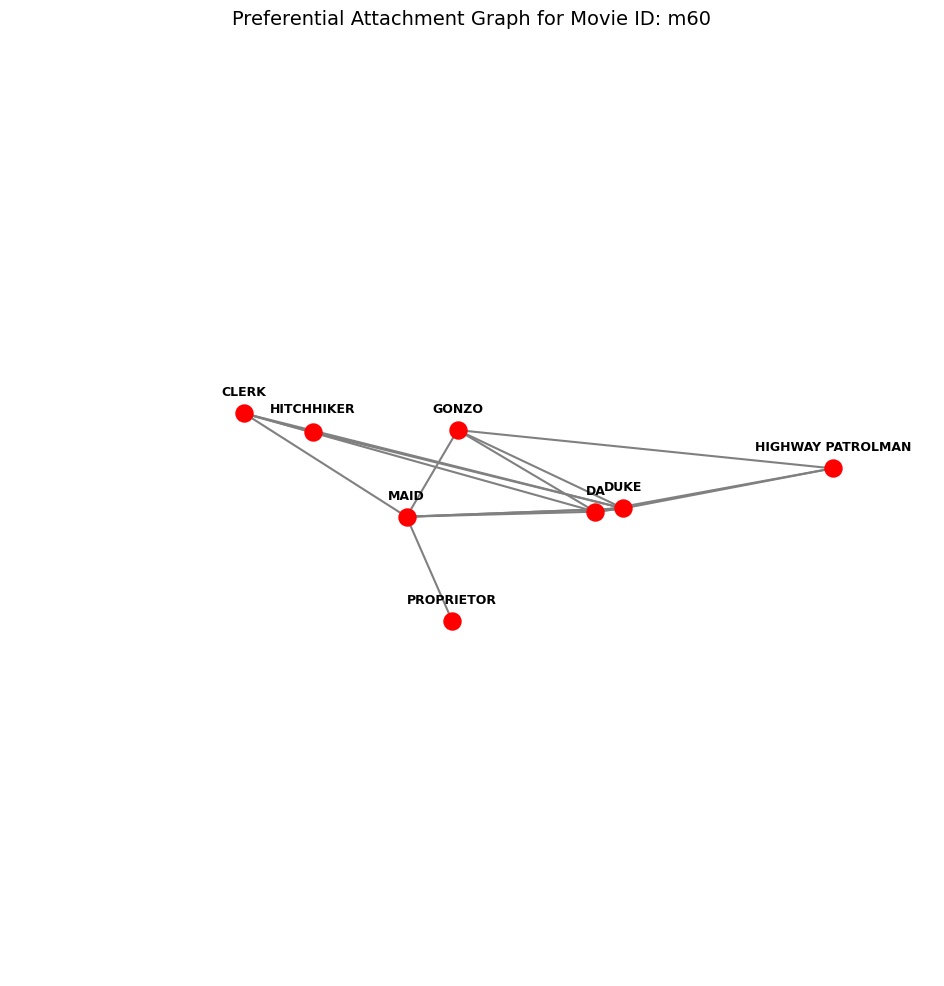 Preferential Attachment Graph for Movie ID: m60
CLERK
HITCHHIKER
GONZO
HIGHWAY PATROLMAN
DUKE
DA
MAID
PROPRIETOR